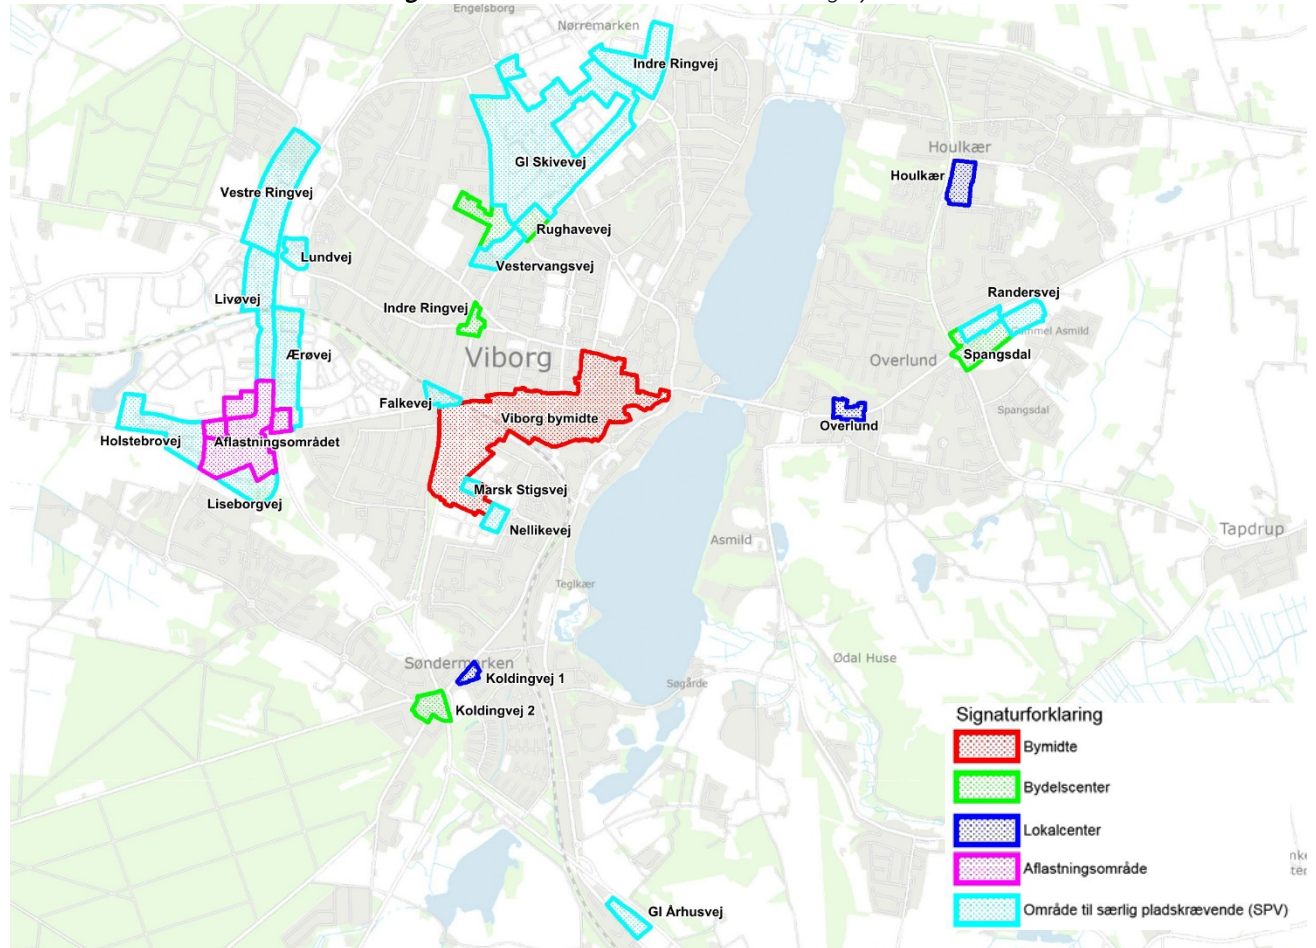 Engelsborg
Nørremarken
Indre Ringvej
Gl Skivevej
Houlkær
Houlkær
Vestre Ringvej
Rughavevej
Lundvej
Vestervangsvej
Livøvej
Indre Ringvej
Randersvej
Ærøvej
Viborg
Overlund
Spangsdal
Falkevej
Viborg bymidte
Spangsdal
Holstebrovej
Aflastningsområdet
Overlund
Marsk Stigsvej
Liseborgvej
Nellikevej
Asmild
Tapdrup
Teglkær
Ødal Huse
Søndermarken
Koldingvej 1
Søgårde
Koldingvej 2
Gl Århusvej
Signaturforklaring
Bymidte
Bydelscenter
Lokalcenter
Aflastningsområde
Område til særlig pladskrævende (SPV)